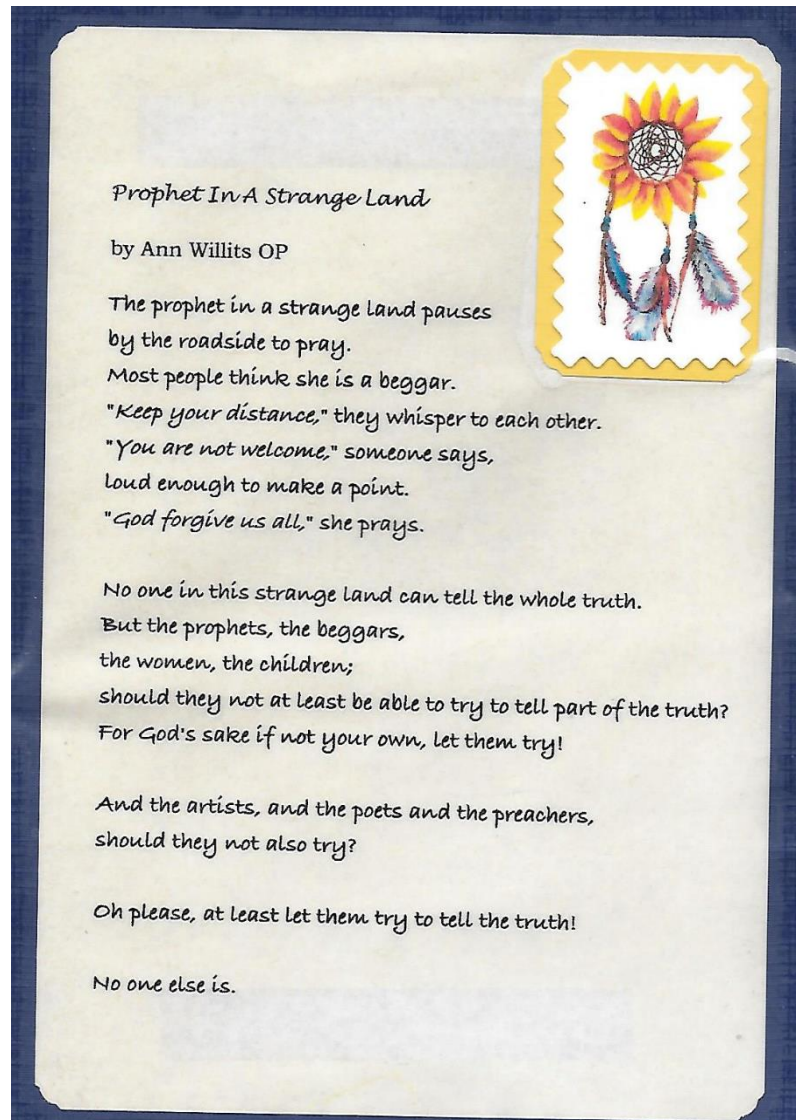 Prophet In A Strange Land
by Ann Willits OP
The prophet in a strange land pauses
by the roadside to pray.
Most people think she is a beggar.
"Keep your distance," they whisper to each other.
"You are not welcome," someone says,
loud enough to make a point.
"God forgive us all," she prays.
No one in this strange land can tell the whole truth.
But the prophets, the beggars,
the women, the children;
should they not at least be able to try to tell part of the truth?
For God's sake if not your own, let them try!
And the artists, and the poets and the preachers,
should they not also try?
Oh please, at least let them try to tell the truth!
No one else is.